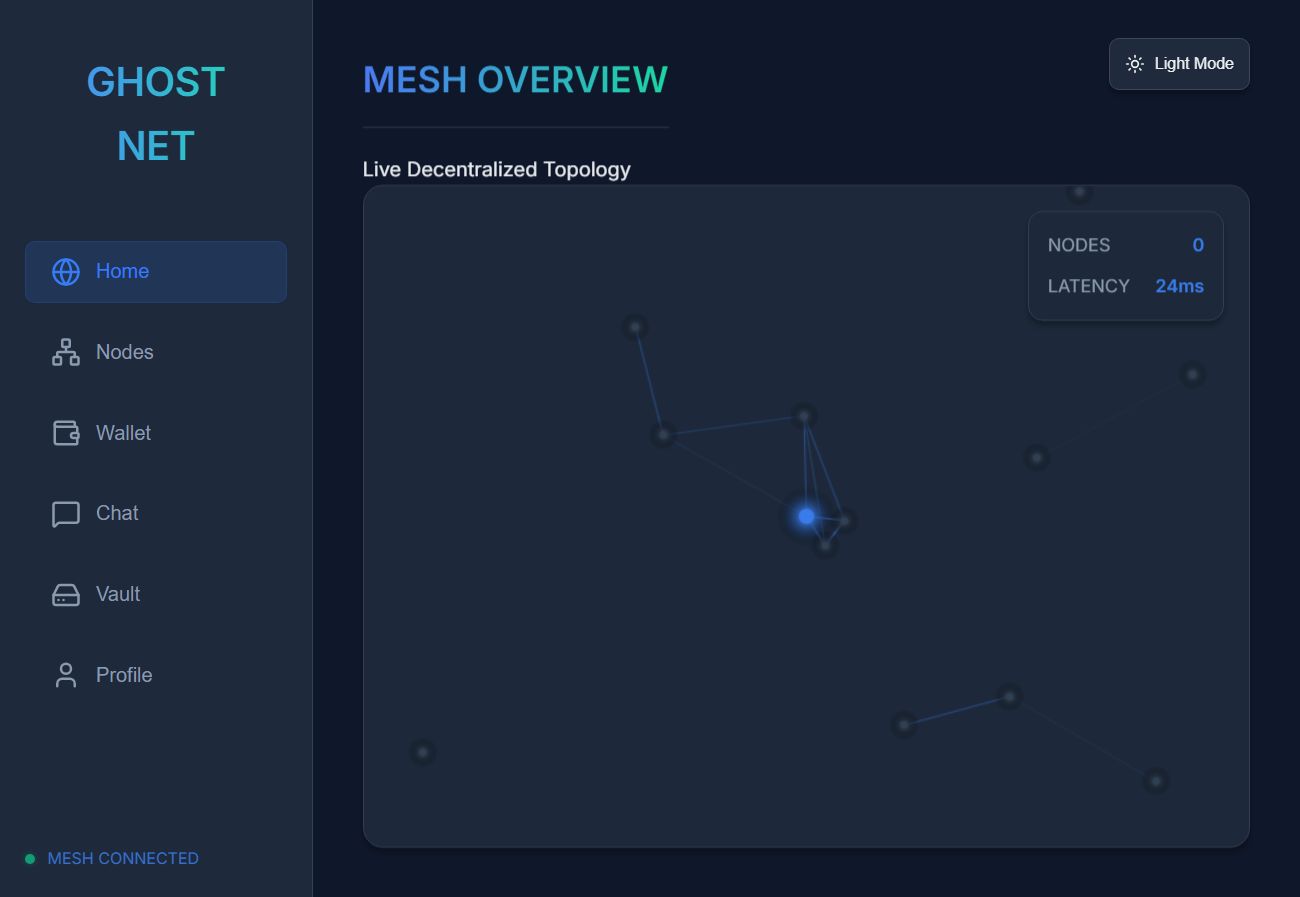 GHOST
NET
Home
Nodes
Wallet
Chat
Vault
Profile
MESH CONNECTED
MESH OVERVIEW
Light Mode
Live Decentralized Topology
NODES 0
LATENCY 24ms